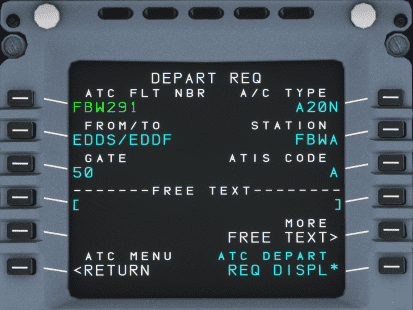 DEPART REQ
ATC FLT NBR A/C TYPE
FBW291 A20N
FROM/TO STATION
EDDS/EDDF FBWA
GATE ATIS CODE
50 A
-------FREE TEXT-------
[ ]
MORE
FREE TEXT>
ATC MENU ATC DEPART
<RETURN REQ DISPL*